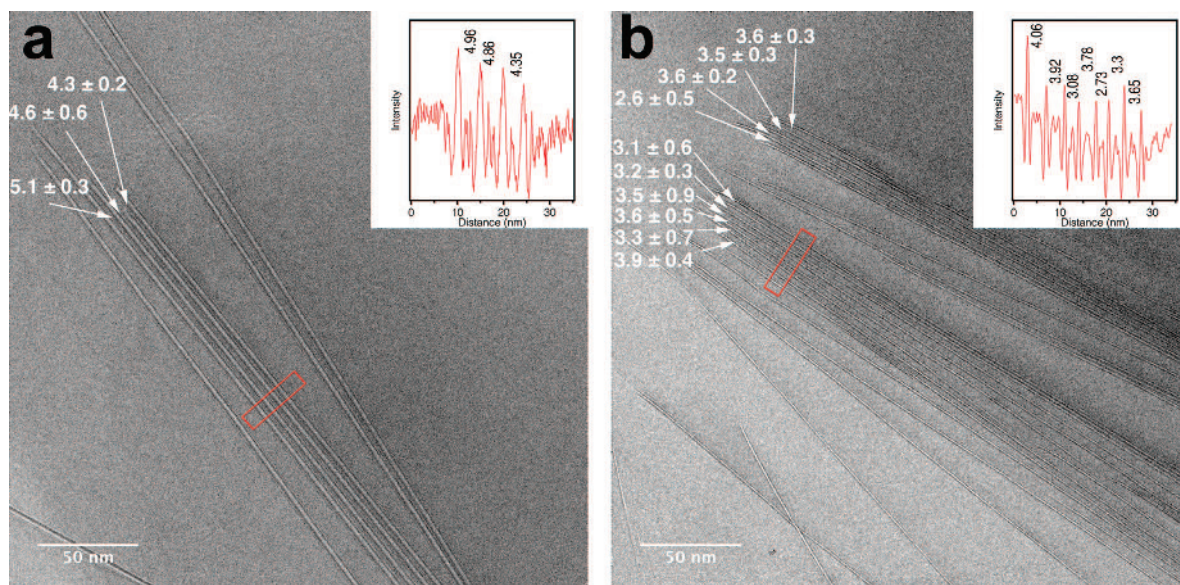 a
4.3 ± 0.2
4.6 ± 0.6
5.1 ± 0.3
50 nm
Intensity
4.96
4.86
4.35
0 10 20 30
Distance (nm)
b
3.6 ± 0.3
3.5 ± 0.3
3.6 ± 0.2
2.6 ± 0.5
3.1 ± 0.6
3.2 ± 0.3
3.5 ± 0.9
3.6 ± 0.5
3.3 ± 0.7
3.9 ± 0.4
50 nm
Intensity
4.06
3.92
3.08
3.78
2.73
3.3
3.65
0 10 20 30
Distance (nm)